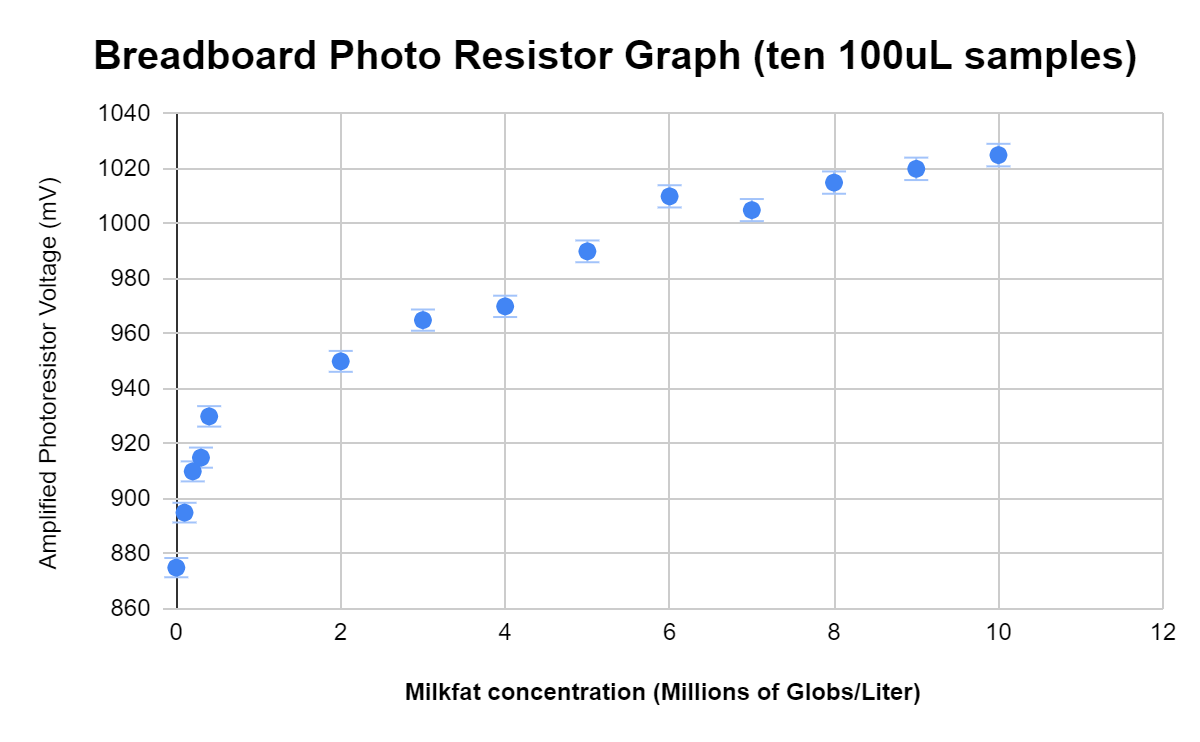 Breadboard Photo Resistor Graph (ten 100uL samples)
Amplified Photoresistor Voltage (mV)
1040
1020
1000
980
960
940
920
900
880
860
0 2 4 6 8 10 12
Milkfat concentration (Millions of Globs/Liter)